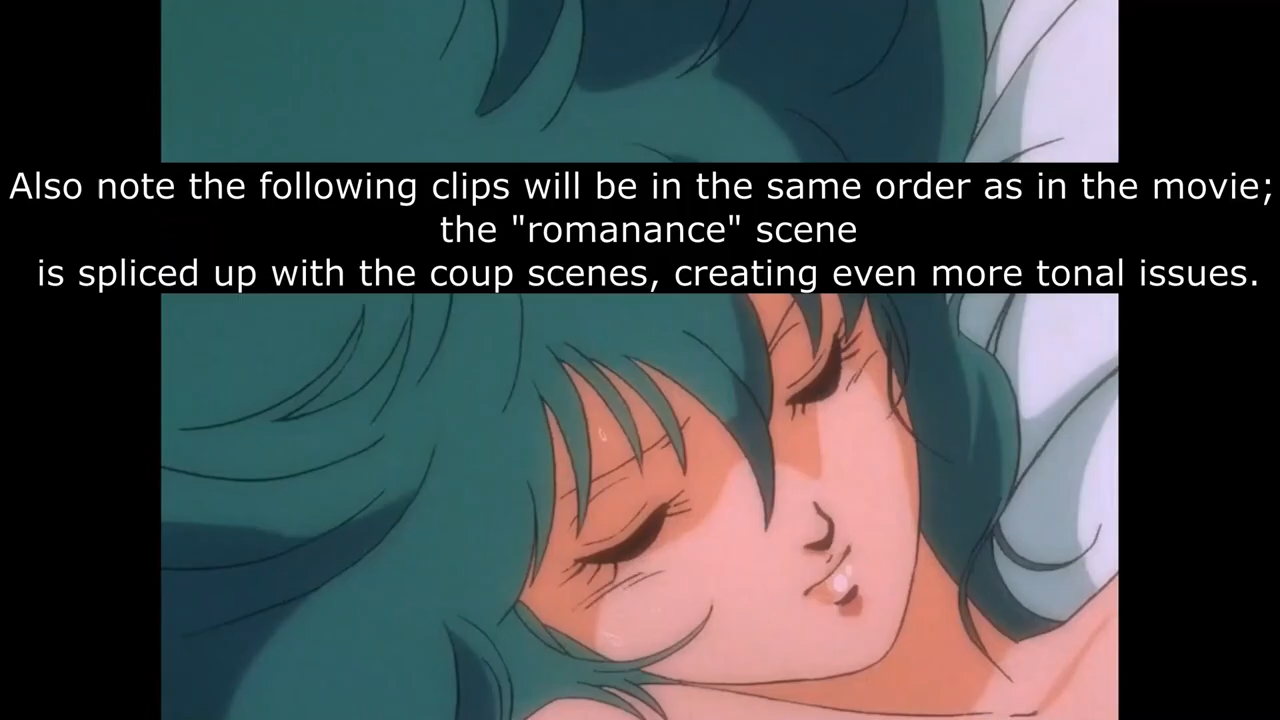 Also note the following clips will be in the same order as in the movie;
the "romanance" scene
is spliced up with the coup scenes, creating even more tonal issues.